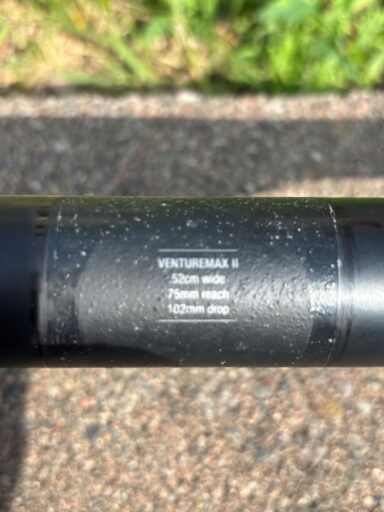 VENTUREMAX II
52cm wide
75mm reach
102mm drop